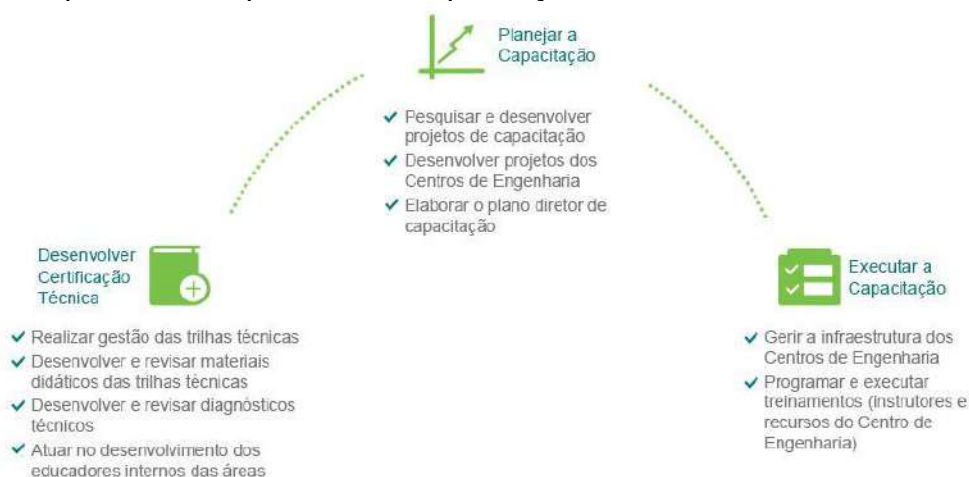 Planejar a
Capacitação
✓ Pesquisar e desenvolver
projetos de capacitação
✓ Desenvolver projetos dos
Centros de Engenharia
✓ Elaborar o plano diretor de
capacitação
Desenvolver
Certificação
Técnica
✓ Realizar gestão das trilhas técnicas
✓ Desenvolver e revisar materiais
didáticos das trilhas técnicas
✓ Desenvolver e revisar diagnósticos
técnicos
✓ Atuar no desenvolvimento dos
educadores internos das áreas
Executar a
Capacitação
✓ Gerir a infraestrutura dos
Centros de Engenharia
✓ Programar e executar
treinamentos (instrutores e
recursos do Centro de
Engenharia)